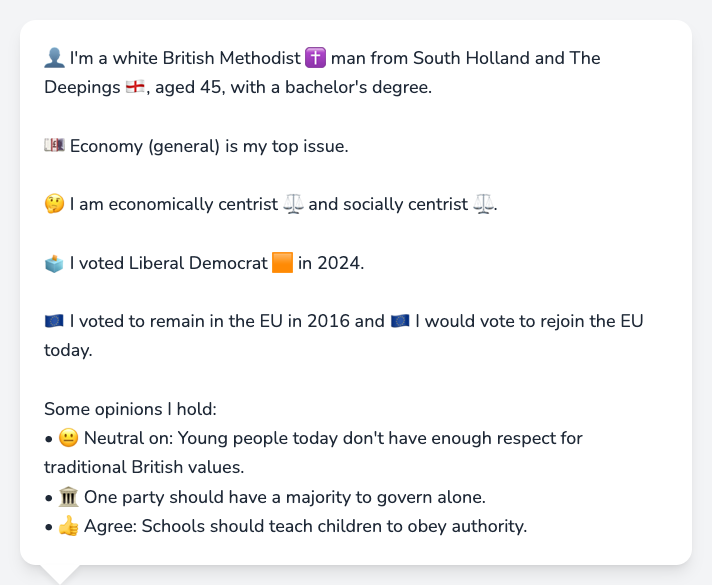 👤 I'm a white British Methodist ✝️ man from South Holland and The
Deepings 🏴󠁧󠁢󠁥󠁮󠁧󠁿, aged 45, with a bachelor's degree.
💷 Economy (general) is my top issue.
🤔 I am economically centrist ⚖️ and socially centrist ⚖️.
🗳️ I voted Liberal Democrat 🟧 in 2024.
🇪🇺 I voted to remain in the EU in 2016 and 🇪🇺 I would vote to rejoin the EU
today.
Some opinions I hold:
• 😐 Neutral on: Young people today don't have enough respect for
traditional British values.
• 🏛️ One party should have a majority to govern alone.
• 👍 Agree: Schools should teach children to obey authority.